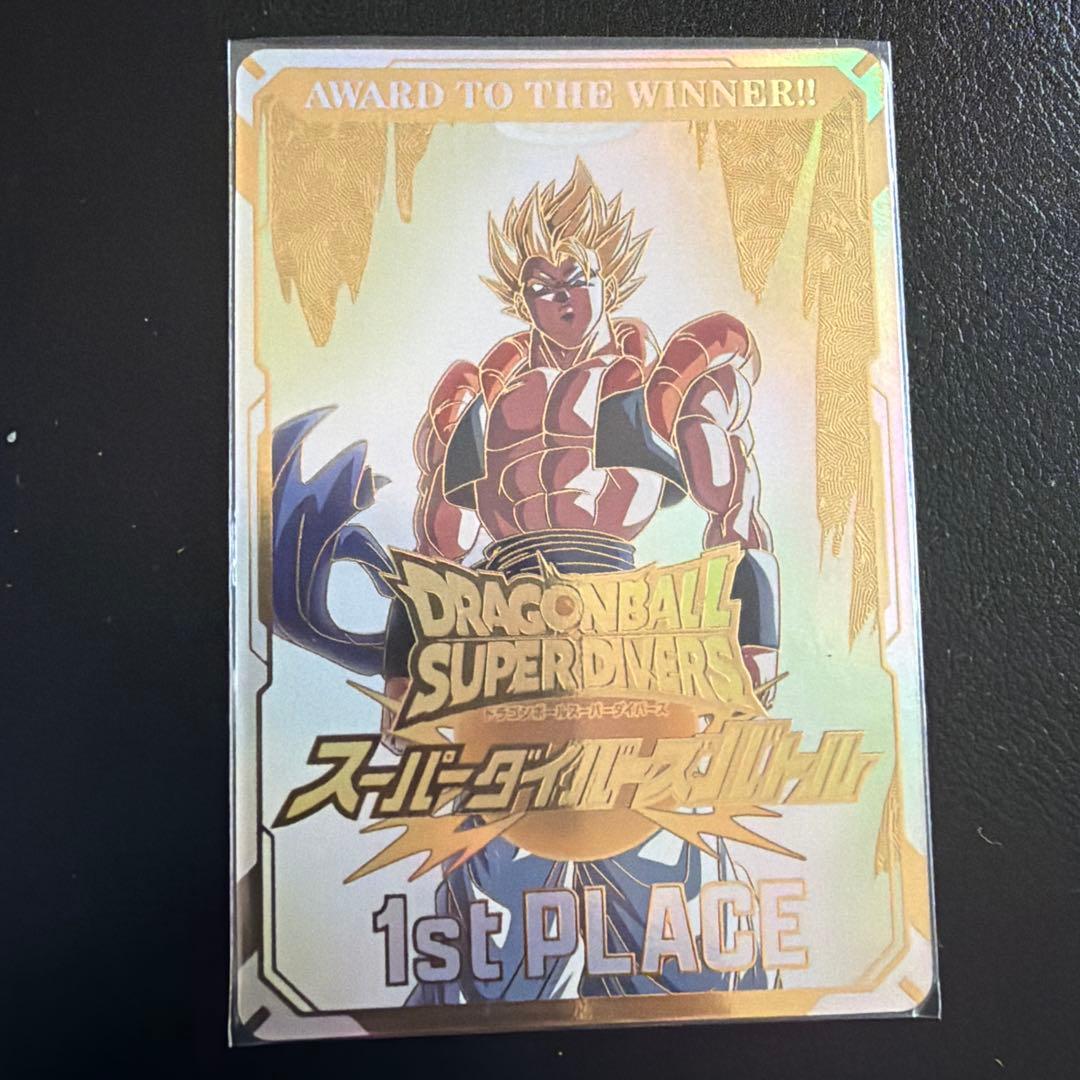 AWARD TO THE WINNER!!
DRAGONBALL
SUPER DIVERS
ドラゴンボールスーパーダイバーズ
スーパーダイバーズバトル
1st PLACE